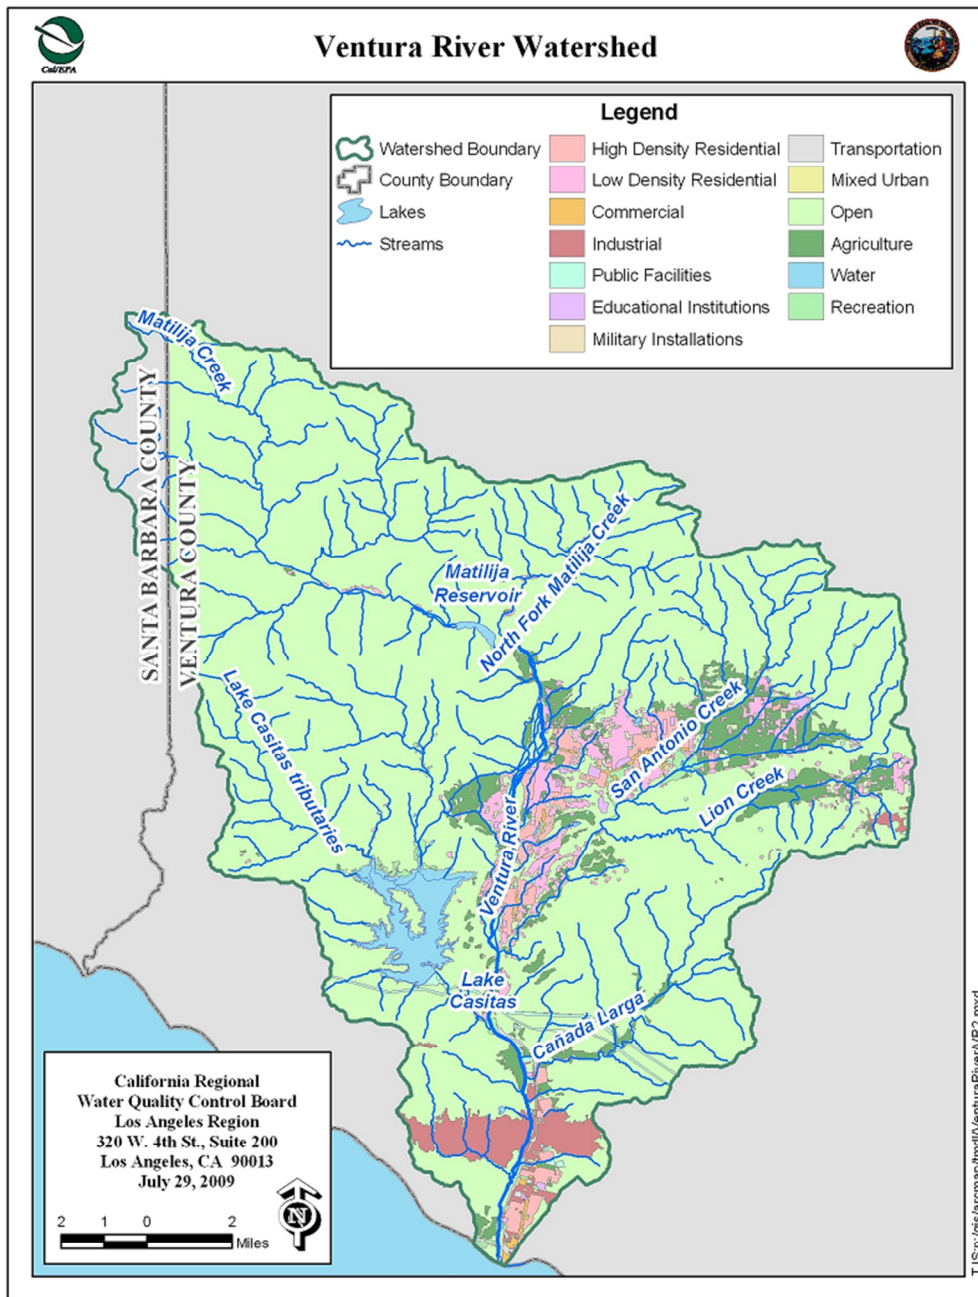 Ventura River Watershed
Cal/EPA
Legend
Watershed Boundary
County Boundary
Lakes
Streams
High Density Residential
Low Density Residential
Commercial
Industrial
Public Facilities
Educational Institutions
Military Installations
Transportation
Mixed Urban
Open
Agriculture
Water
Recreation
Matilija Creek
SANTA BARBARA COUNTY
VENTURA COUNTY
Matilija
Reservoir
North Fork Matilija Creek
Lake Casitas tributaries
San Antonio Creek
Lion Creek
Ventura River
Lake
Casitas
Cañada Larga
California Regional
Water Quality Control Board
Los Angeles Region
320 W. 4th St., Suite 200
Los Angeles, CA 90013
July 29, 2009
2 1 0 2
Miles
N